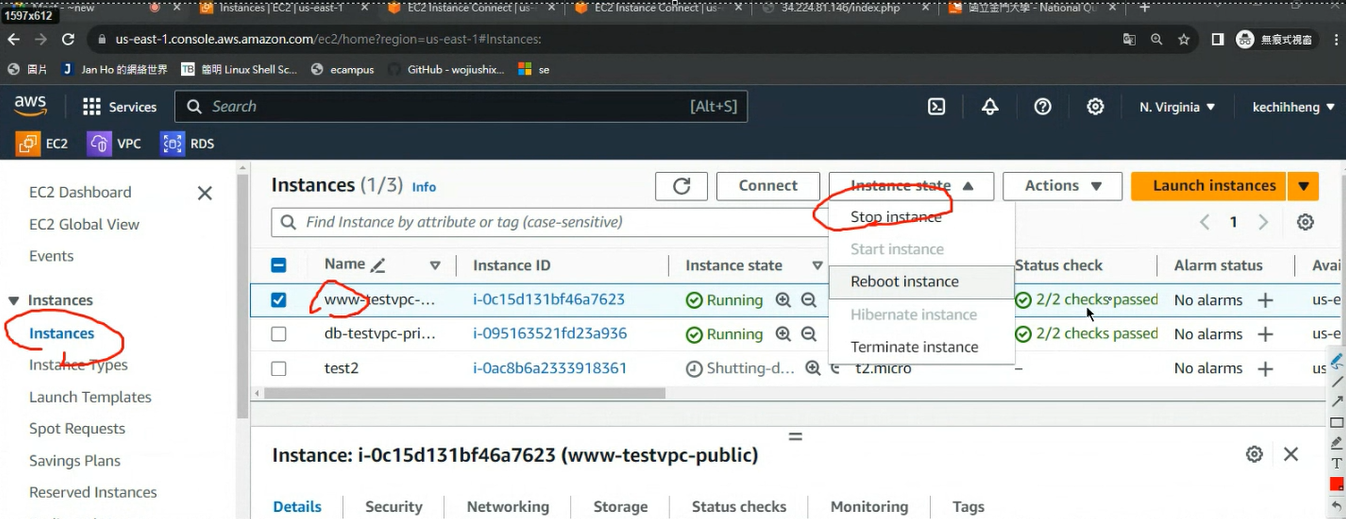 1597x612
Instances | EC2 | us-east-1
EC2 Instance Connect | us-
EC2 Instance Connect | us-
34.224.81.146/index.php
國立金門大學 - National Qu
us-east-1.console.aws.amazon.com/ec2/home?region=us-east-1#Instances:
無痕式視窗
圖片
Jan Ho 的網絡世界
TB 簡明 Linux Shell Sc...
ecampus
GitHub - wojiushix...
se
aws
Services
Search
[Alt+S]
N. Virginia
kechihheng
EC2
VPC
RDS
EC2 Dashboard
EC2 Global View
Events
Instances
Instances
Instance Types
Launch Templates
Spot Requests
Savings Plans
Reserved Instances
Instances (1/3) Info
Connect
Instance state
Actions
Launch instances
Find Instance by attribute or tag (case-sensitive)
1
Stop instance
Start instance
Reboot instance
Hibernate instance
Terminate instance
Name Instance ID Instance state Status check Alarm status Avai
www-testvpc-... i-0c15d131bf46a7623 Running 2/2 checks passed No alarms us-e
db-testvpc-pri... i-095163521fd23a936 Running 2/2 checks passed No alarms us-e
test2 i-0ac8b6a2333918361 Shutting-d... t2.micro – No alarms us
Instance: i-0c15d131bf46a7623 (www-testvpc-public)
Details Security Networking Storage Status checks Monitoring Tags
T